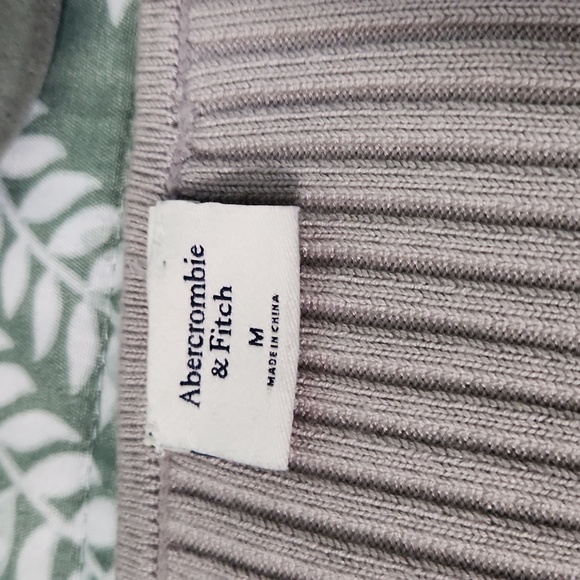 Abercrombie
& Fitch
M
MADE IN CHINA